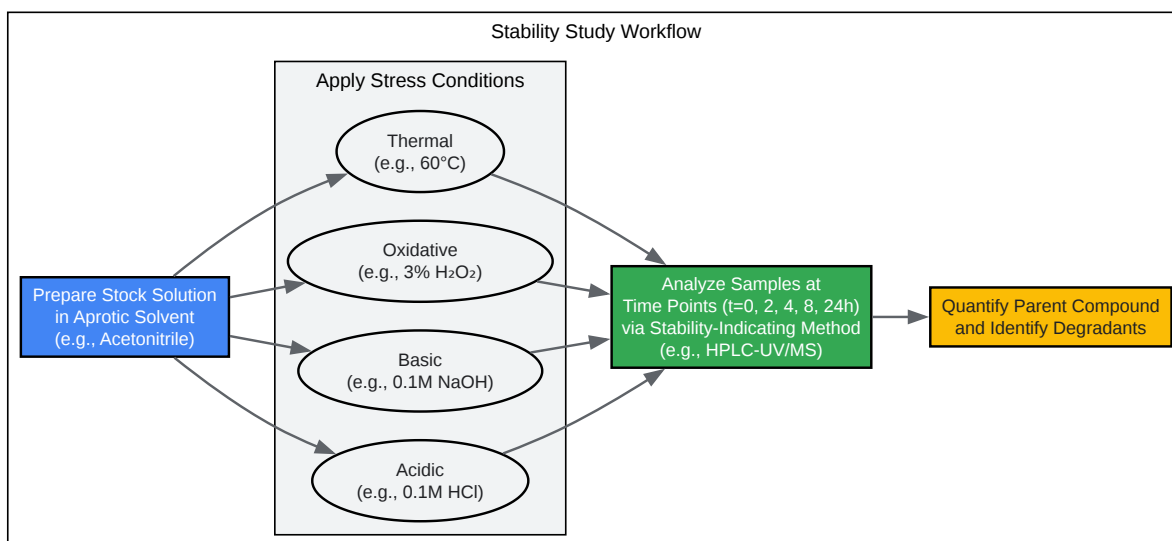 Stability Study Workflow
Apply Stress Conditions
Thermal
(e.g., 60°C)
Oxidative
(e.g., 3% H₂O₂)
Prepare Stock Solution
in Aprotic Solvent
(e.g., Acetonitrile)
Basic
(e.g., 0.1M NaOH)
Acidic
(e.g., 0.1M HCl)
Analyze Samples at
Time Points (t=0, 2, 4, 8, 24h)
via Stability-Indicating Method
(e.g., HPLC-UV/MS)
Quantify Parent Compound
and Identify Degradants